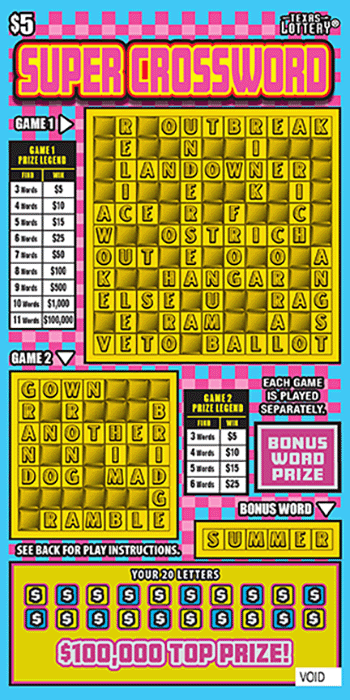 $5
TEXAS LOTTERY®
SUPER CROSSWORD
GAME 1
GAME 1
PRIZE LEGEND
FIND WIN
3 Words $5
4 Words $10
5 Words $15
6 Words $25
7 Words $50
8 Words $100
9 Words $500
10 Words $1,000
11 Words $100,000
R OUTBREAK
LANDOWNER
OSTRICH
HANGAR N
ELSE U RAG
VETO BALLOT
GAME 2
GOWN
R R B
ANOTHER
N N I I
DOG MAD
G
RAMBLE
GAME 2
PRIZE LEGEND
FIND WIN
3 Words $5
4 Words $10
5 Words $15
6 Words $25
EACH GAME
IS PLAYED
SEPARATELY.
BONUS
WORD
PRIZE
BONUS WORD
SUMMER
SEE BACK FOR PLAY INSTRUCTIONS.
YOUR 20 LETTERS
$ $ $ $ $ $ $ $ $ $
$ $ $ $ $ $ $ $ $ $
$100,000 TOP PRIZE!
VOID